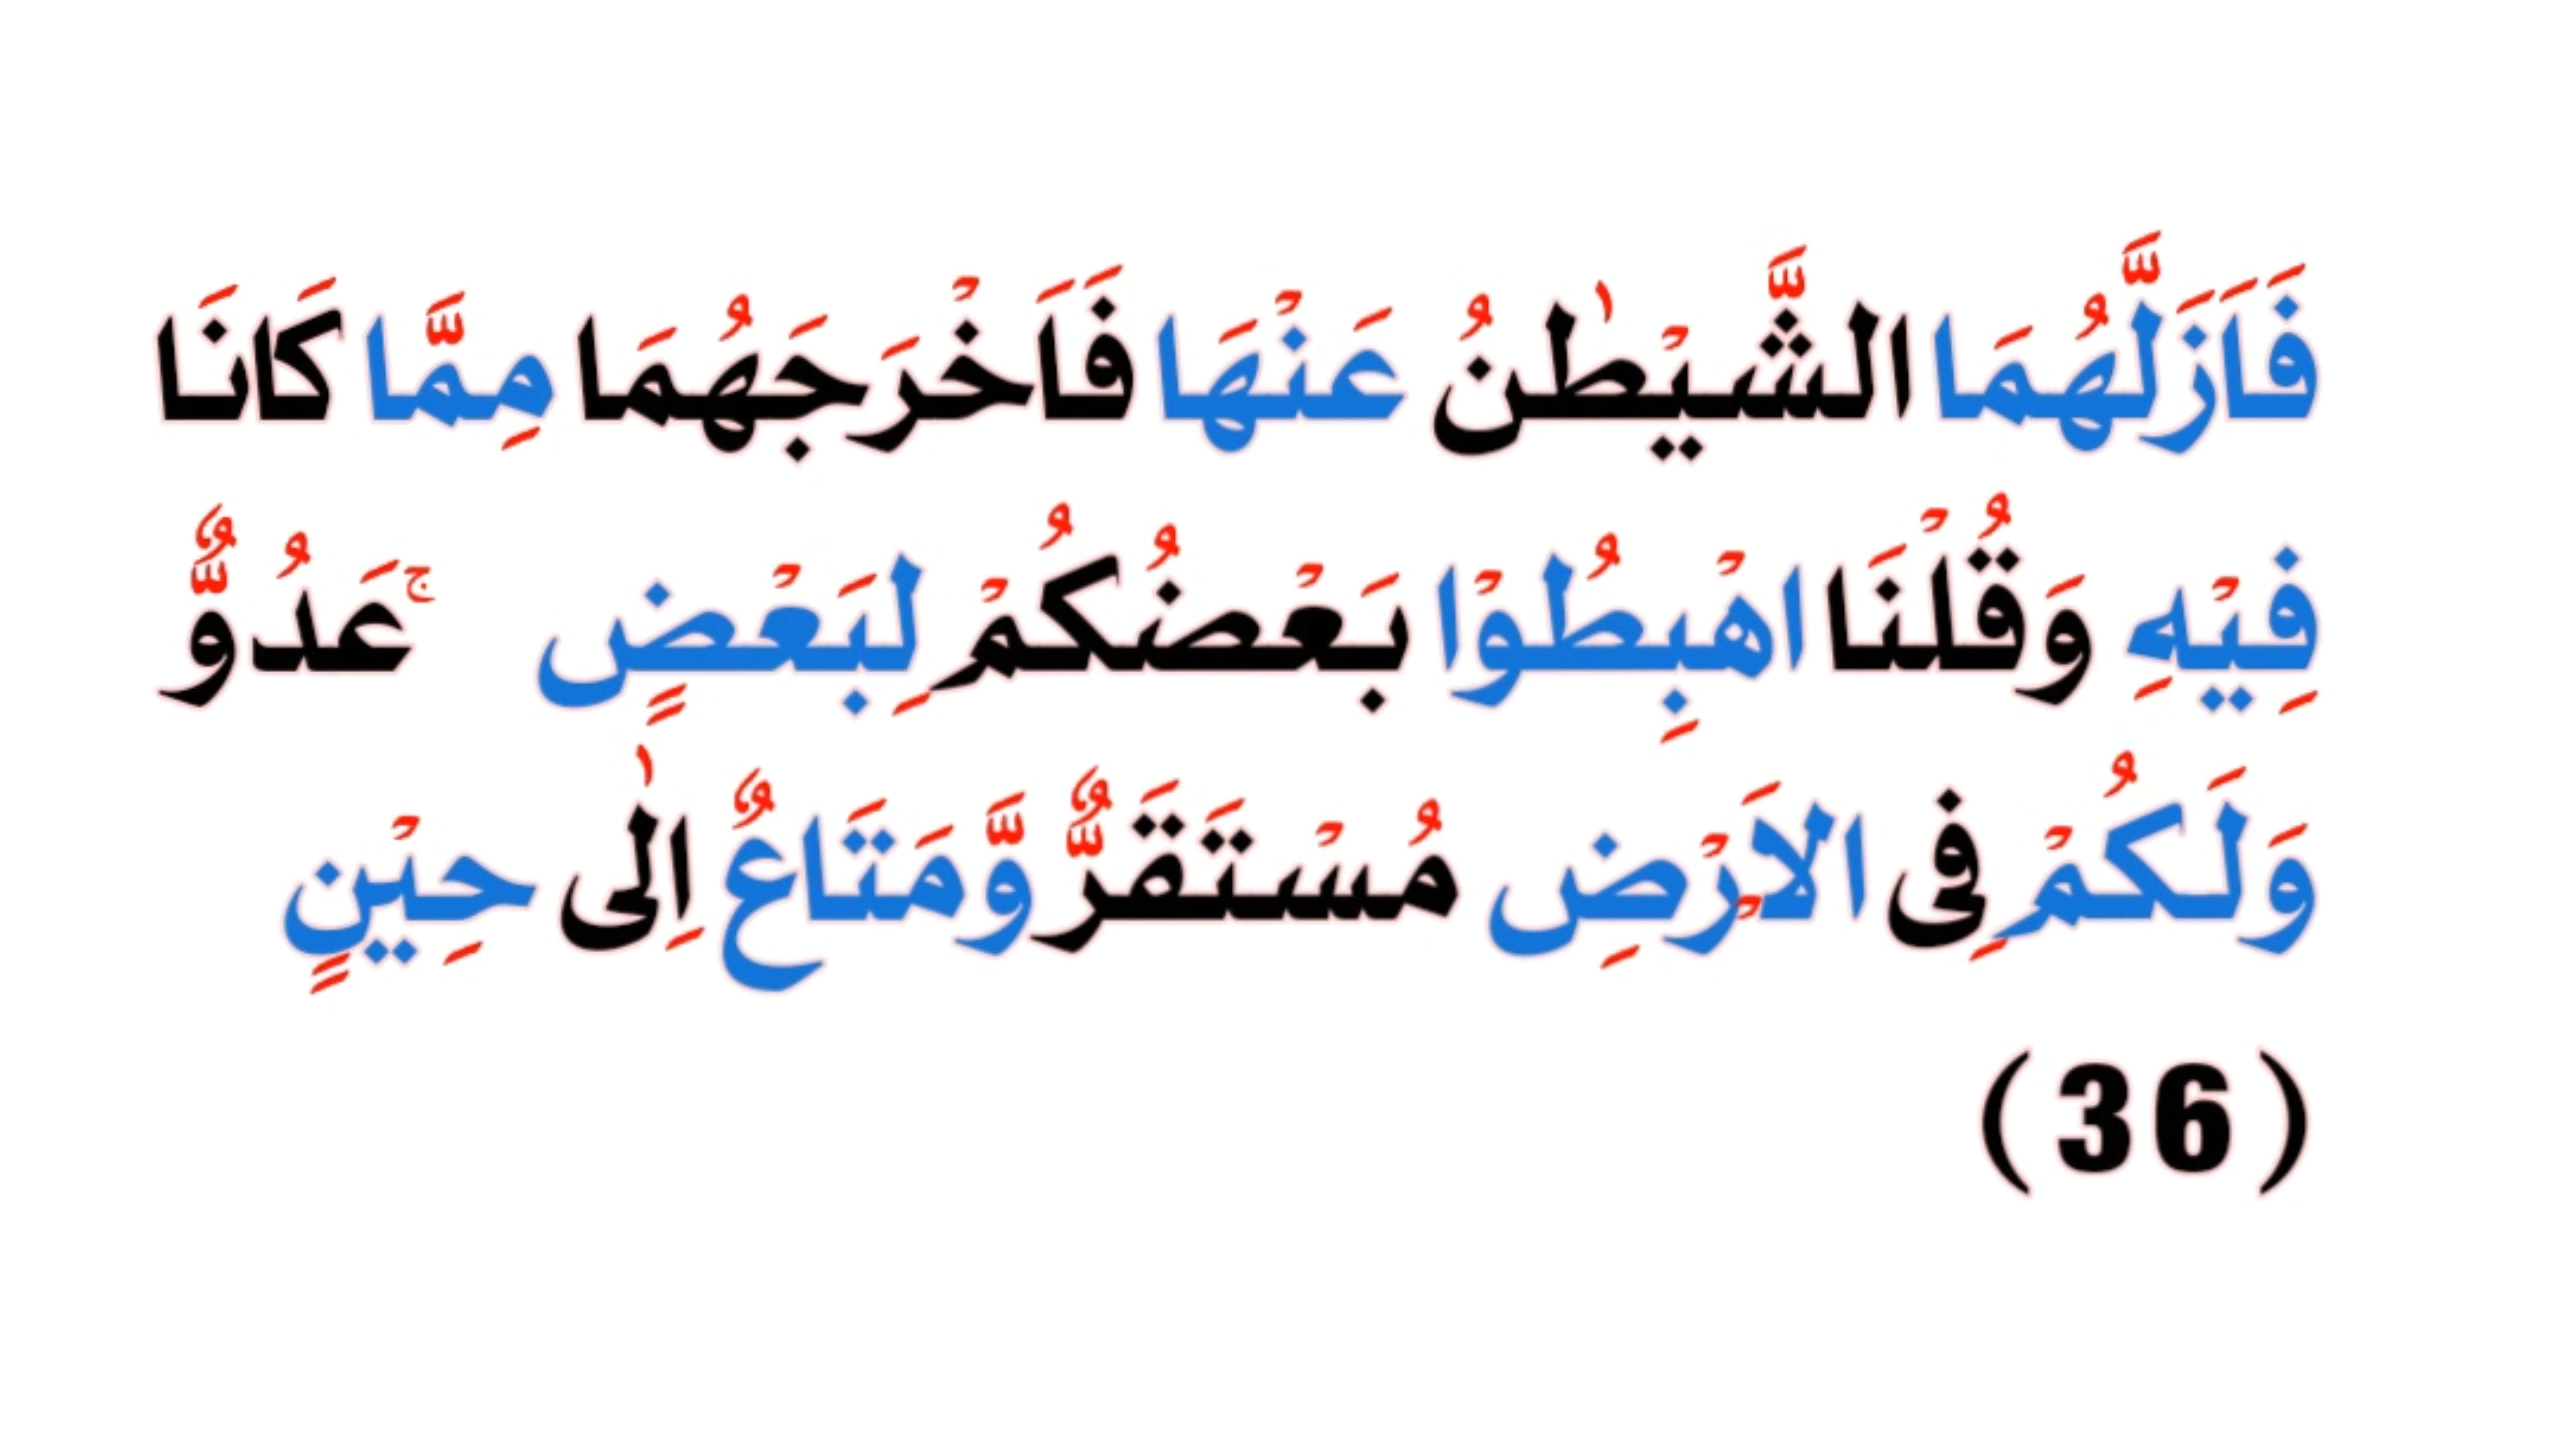 فَاَزَلَّهُمَا الشَّيْطٰنُ عَنْهَا فَاَخْرَجَهُمَا مِمَّا كَانَا
فِيْهِ وَقُلْنَا اهْبِطُوْا بَعْضُكُمْ لِبَعْضٍ ۚ عَدُوٌّ
وَلَكُمْ فِى الْاَرْضِ مُسْتَقَرٌّ وَّمَتَاعٌ اِلٰى حِيْنٍ
(36)